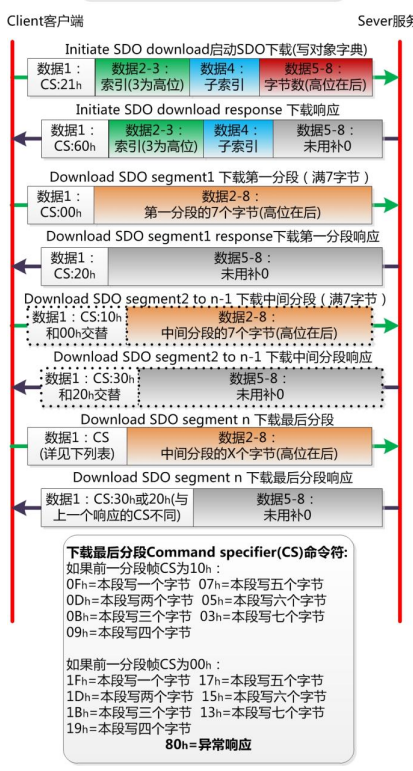 Client客户端
Sever服务
Initiate SDO download启动SDO下载(写对象字典)
数据1：
CS:21h
数据2-3：
索引(3为高位)
数据4：
子索引
数据5-8：
字节数(高位在后)
Initiate SDO download response 下载响应
数据1：
CS:60h
数据2-3：
索引(3为高位)
数据4：
子索引
数据5-8：
未用补0
Download SDO segment1 下载第一分段（满7字节）
数据1：
CS:00h
数据2-8：
第一分段的7个字节(高位在后)
Download SDO segment1 response下载第一分段响应
数据1：
CS:20h
数据5-8：
未用补0
Download SDO segment2 to n-1 下载中间分段（满7字节）
数据1：CS:10h
和00h交替
数据2-8：
中间分段的7个字节(高位在后)
Download SDO segment2 to n-1 下载中间分段响应
数据1：CS:30h
和20h交替
数据5-8：
未用补0
Download SDO segment n 下载最后分段
数据1：CS
(详见下列表)
数据2-8：
中间分段的X个字节(高位在后)
Download SDO segment n 下载最后分段响应
数据1：CS:30h或20h(与
上一个响应的CS不同)
数据5-8：
未用补0
下载最后分段Command specifier(CS)命令符:
如果前一分段帧CS为10h：
0Fh=本段写一个字节 07h=本段写五个字节
0Dh=本段写两个字节 05h=本段写六个字节
0Bh=本段写三个字节 03h=本段写七个字节
09h=本段写四个字节
如果前一分段帧CS为00h：
1Fh=本段写一个字节 17h=本段写五个字节
1Dh=本段写两个字节 15h=本段写六个字节
1Bh=本段写三个字节 13h=本段写七个字节
19h=本段写四个字节
80h=异常响应